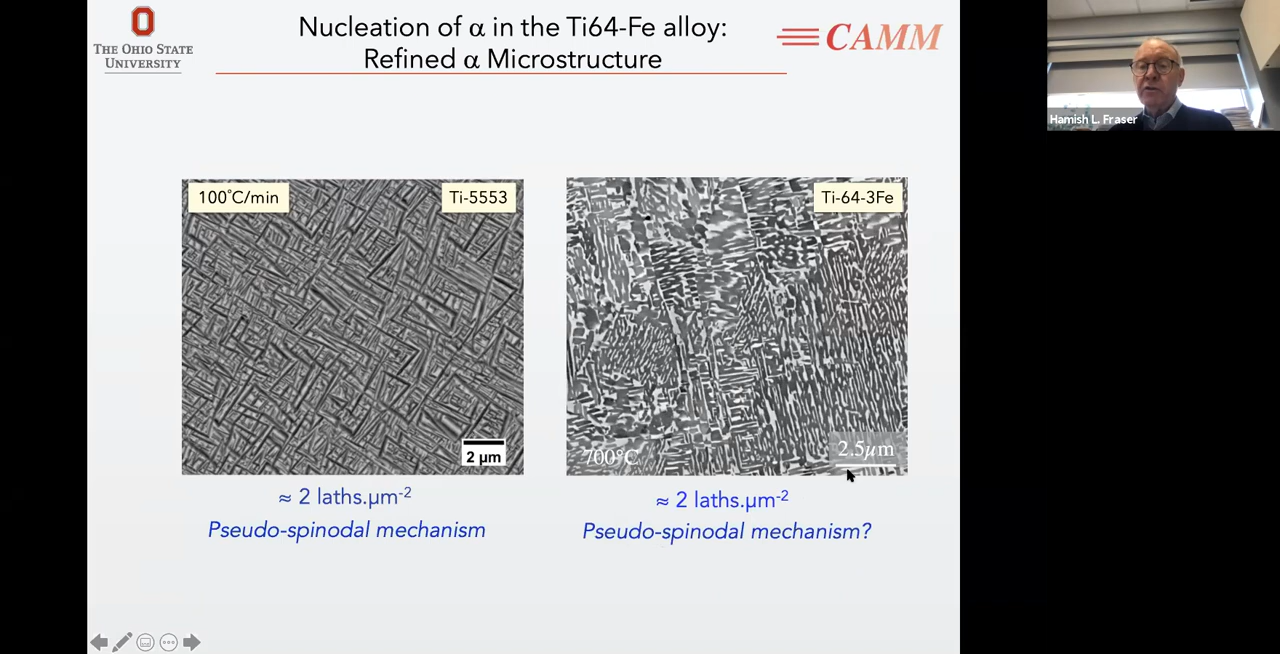 THE OHIO STATE
UNIVERSITY
Nucleation of α in the Ti64-Fe alloy:
Refined α Microstructure
CAMM
Hamish L. Fraser
100°C/min
Ti-5553
2 µm
Ti-64-3Fe
700°C
2.5µm
≈ 2 laths.µm-2
Pseudo-spinodal mechanism
≈ 2 laths.µm-2
Pseudo-spinodal mechanism?